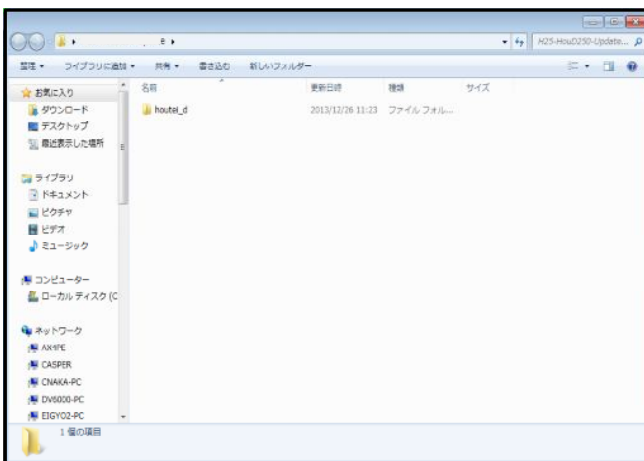 H25-HouD250-Update...
整理 ライブラリに追加 共有 書き込む 新しいフォルダー
名前 更新日時 種類 サイズ
houtei_d 2013/12/26 11:23 ファイル フォル...
お気に入り
ダウンロード
デスクトップ
最近表示した場所
ライブラリ
ドキュメント
ピクチャ
ビデオ
ミュージック
コンピューター
ローカル ディスク (C
ネットワーク
CASPER
CNAKA-PC
DV6000-PC
EIGYO2-PC
1 個の項目